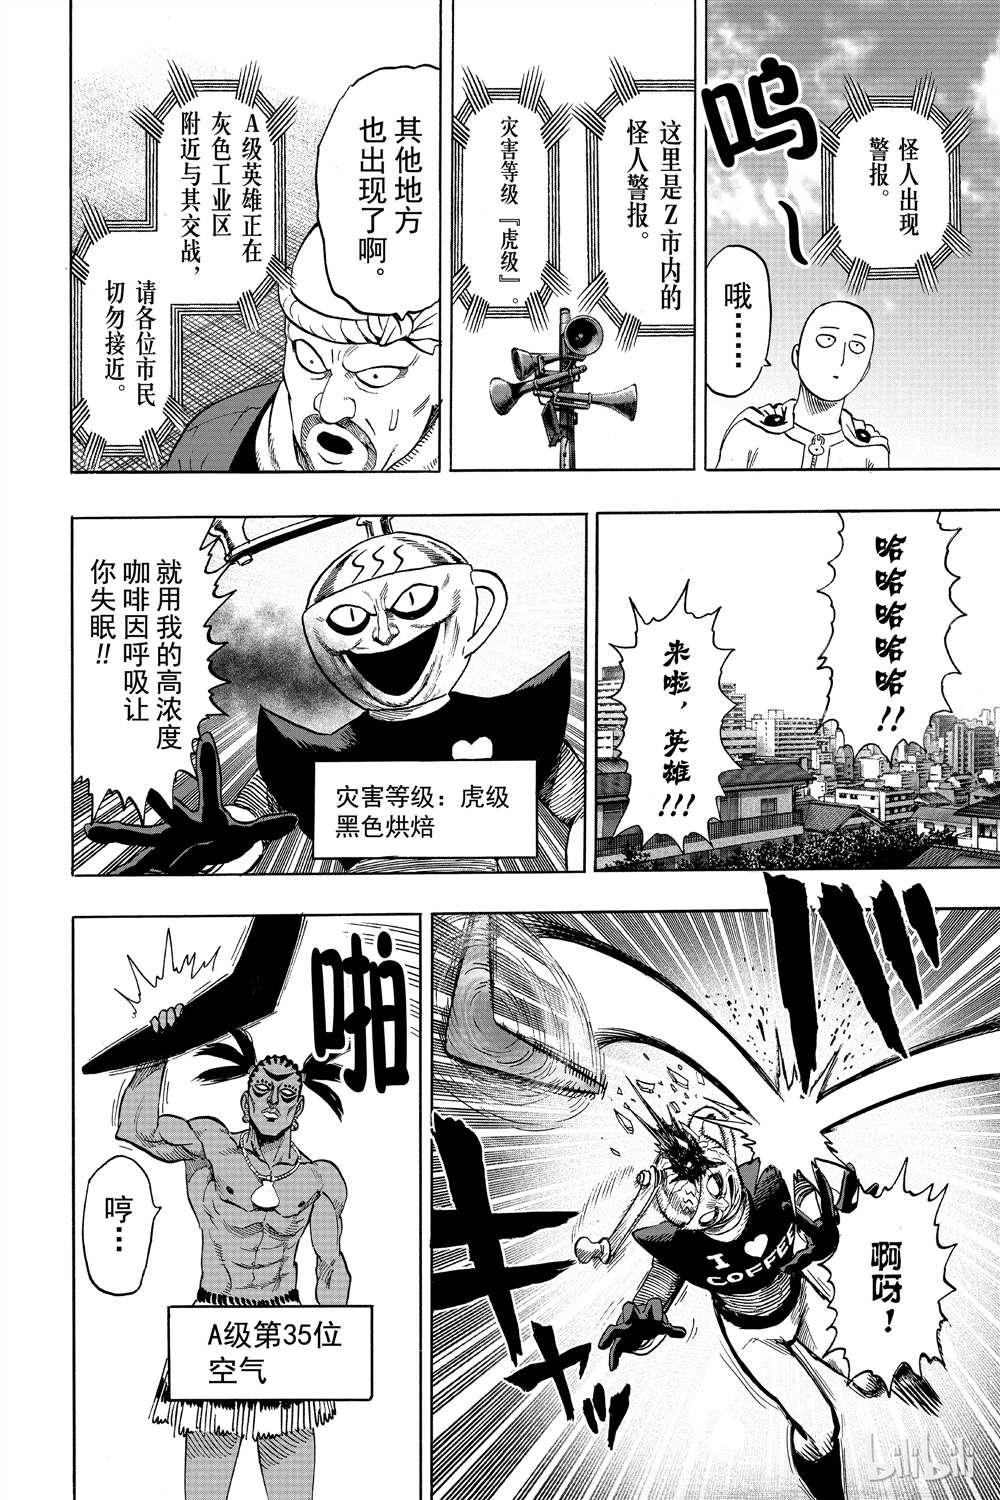 怪人出现
警报。
呜～
哦……
这里是Z市内的
怪人警报。
灾害等级『虎级』。
其他地方
也出现了啊。
A级英雄正在
灰色工业区
附近与其交战，
请各位市民
切勿接近。
哈哈哈哈哈!!
来啦，英雄!!!
就用我的高浓度
咖啡因呼吸让
你失眠!!
灾害等级：虎级
黑色烘焙
啊呀!
I
COFFEE
啪
哼…
A级第35位
空气
bilibili